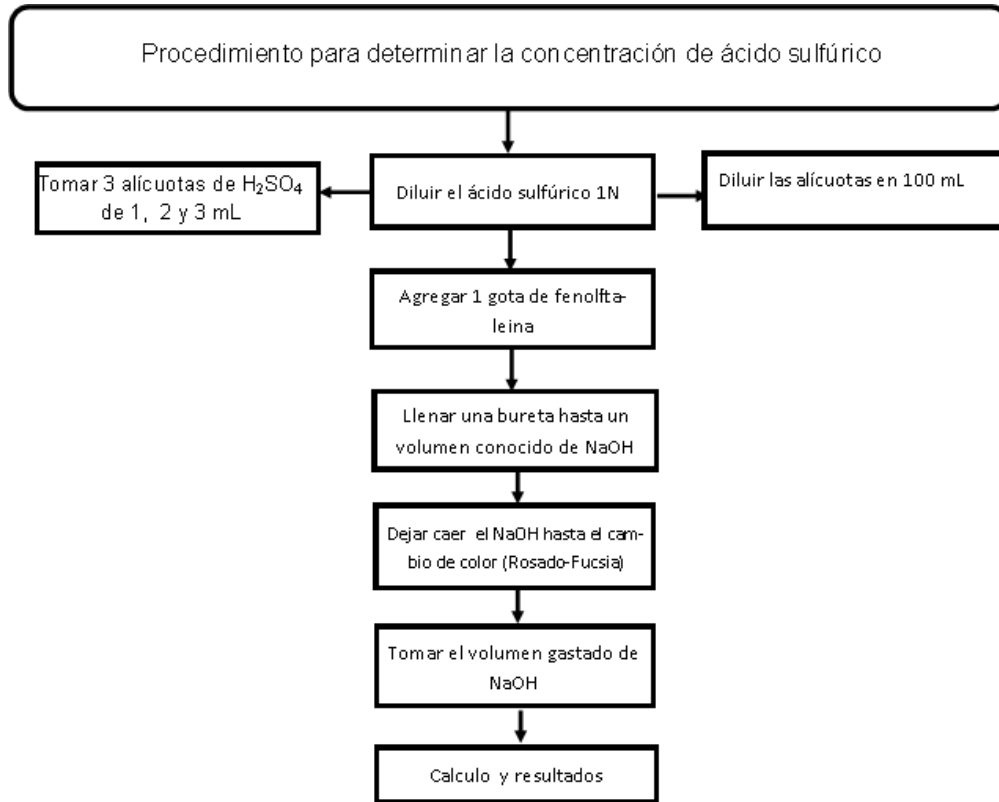 Procedimiento para determinar la concentración de ácido sulfúrico
Tomar 3 alícuotas de H₂SO₄
de 1, 2 y 3 mL
Diluir el ácido sulfúrico 1N
Diluir las alícuotas en 100 mL
Agregar 1 gota de fenolfta-
leina
Llenar una bureta hasta un
volumen conocido de NaOH
Dejar caer el NaOH hasta el cam-
bio de color (Rosado-Fucsia)
Tomar el volumen gastado de
NaOH
Calculo y resultados